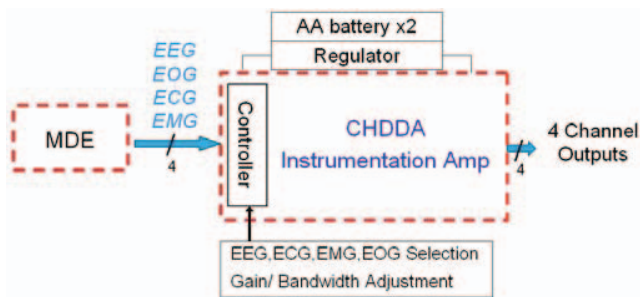 AA battery x2
Regulator
EEG
EOG
ECG
EMG
4
MDE
Controller
CHDDA
Instrumentation Amp
4
4 Channel
Outputs
EEG,ECG,EMG,EOG Selection
Gain/ Bandwidth Adjustment